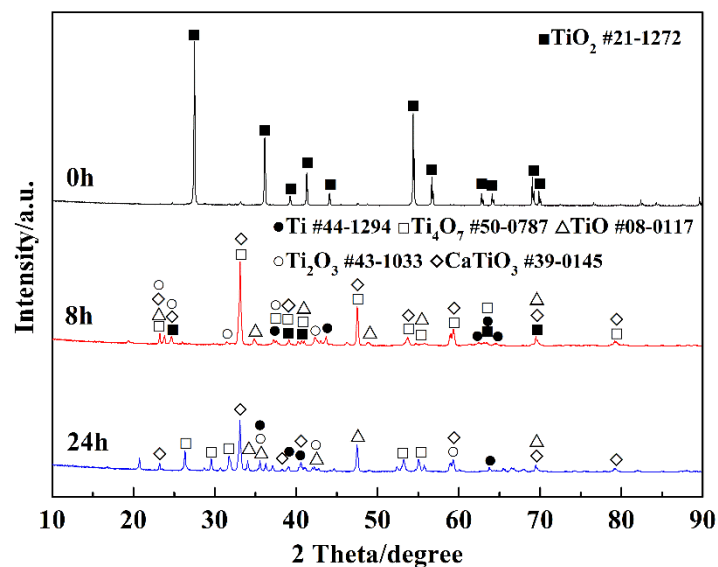 ■TiO₂ #21-1272
0h
●Ti #44-1294 □Ti₄O₇ #50-0787 △TiO #08-0117
○Ti₂O₃ #43-1033 ◇CaTiO₃ #39-0145
8h
24h
Intensity/a.u.
10 20 30 40 50 60 70 80 90
2 Theta/degree